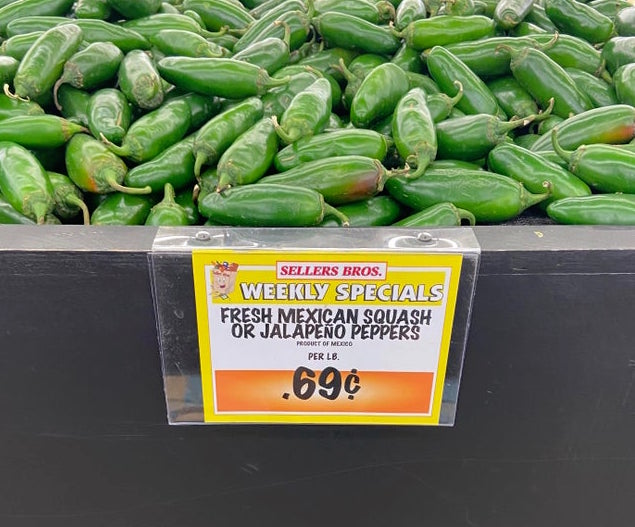 SELLERS BROS.
WEEKLY SPECIALS
FRESH MEXICAN SQUASH
OR JALAPEÑO PEPPERS
PRODUCT OF MEXICO
PER LB.
.69¢